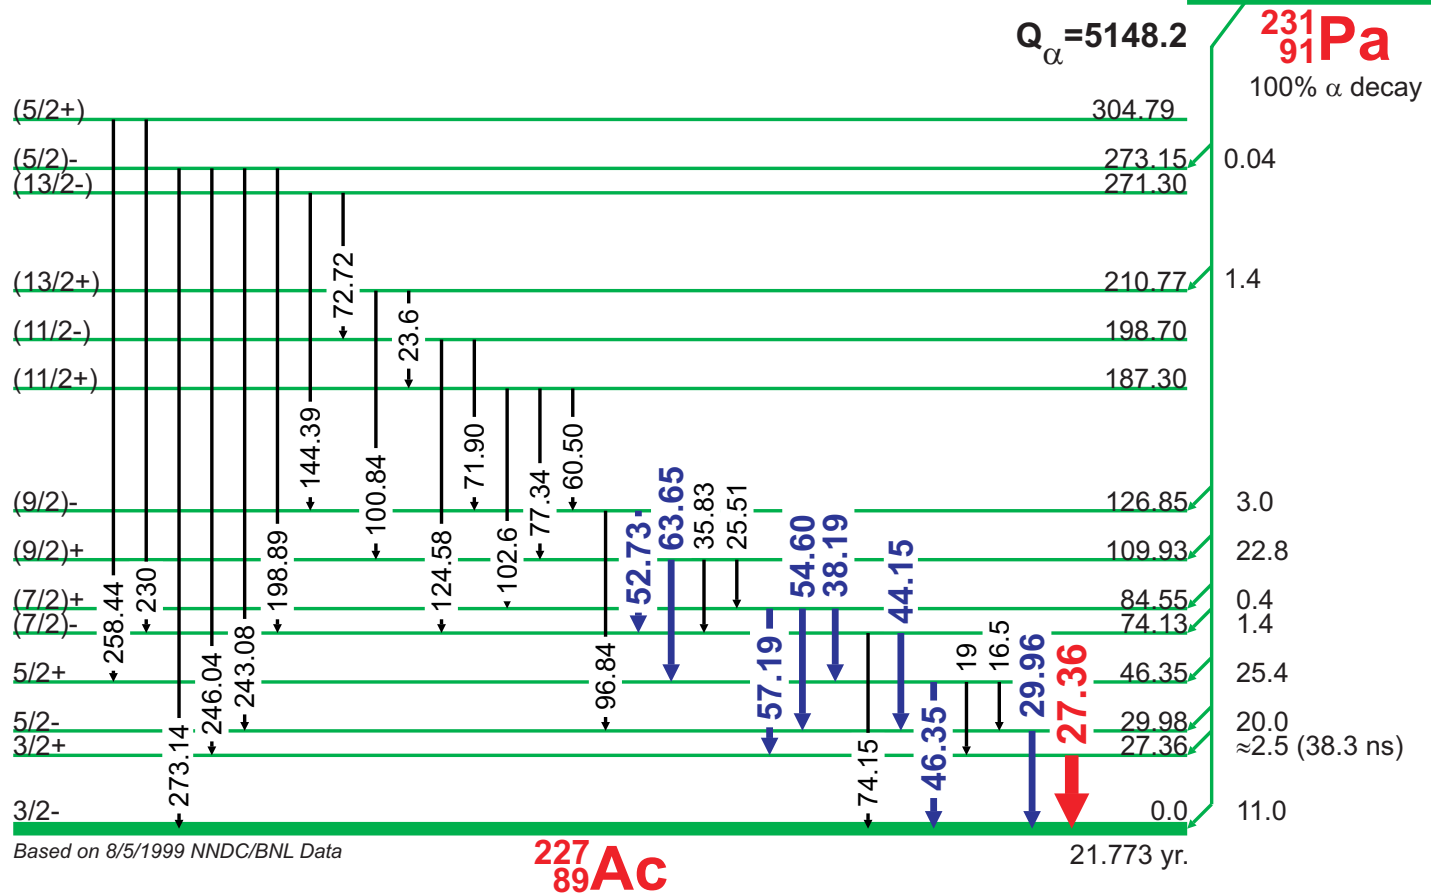 Qα=5148.2
231
91Pa
100% α decay
(5/2+) 304.79
(5/2)- 273.15 0.04
(13/2-) 271.30
(13/2+) 210.77 1.4
(11/2-) 198.70
(11/2+) 187.30
(9/2)- 126.85 3.0
(9/2)+ 109.93 22.8
(7/2)+ 84.55 0.4
(7/2)- 74.13 1.4
5/2+ 46.35 25.4
5/2- 29.98 20.0
3/2+ 27.36 ≈2.5 (38.3 ns)
3/2- 0.0 11.0
258.44
230
273.14
246.04
243.08
198.89
144.39
72.72
100.84
23.6
124.58
71.90
102.6
77.34
60.50
96.84
52.73
63.65
35.83
25.51
57.19
54.60
38.19
74.15
44.15
46.35
19
16.5
29.96
27.36
Based on 8/5/1999 NNDC/BNL Data
227
89Ac
21.773 yr.